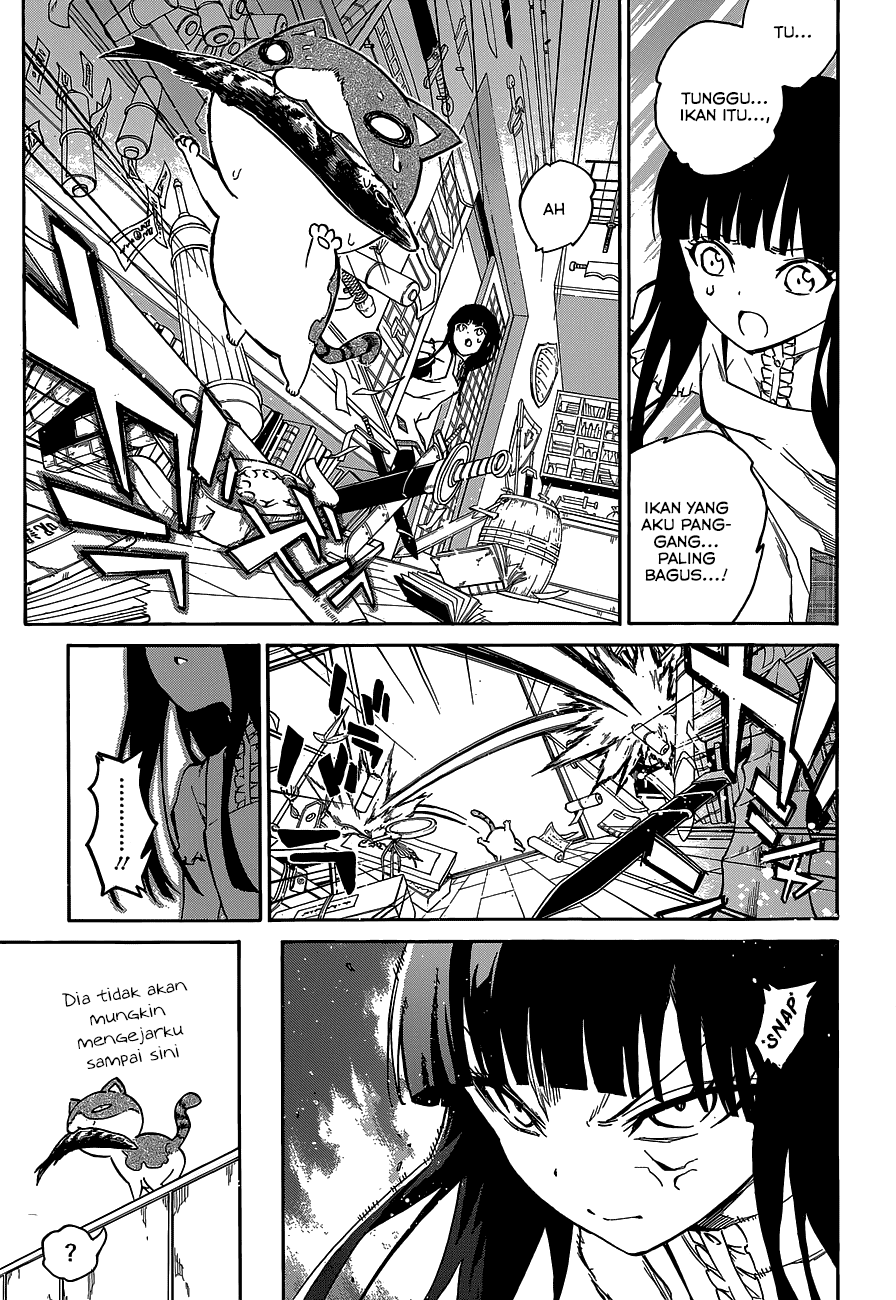 TU...
TUNGGU...
IKAN ITU...,
IKAN YANG
AKU PANG-
GANG...
PALING
BAGUS...!
AH
.........!!
"SNAP"
Dia tidak akan
mungkin
mengejarku
sampai sini
?